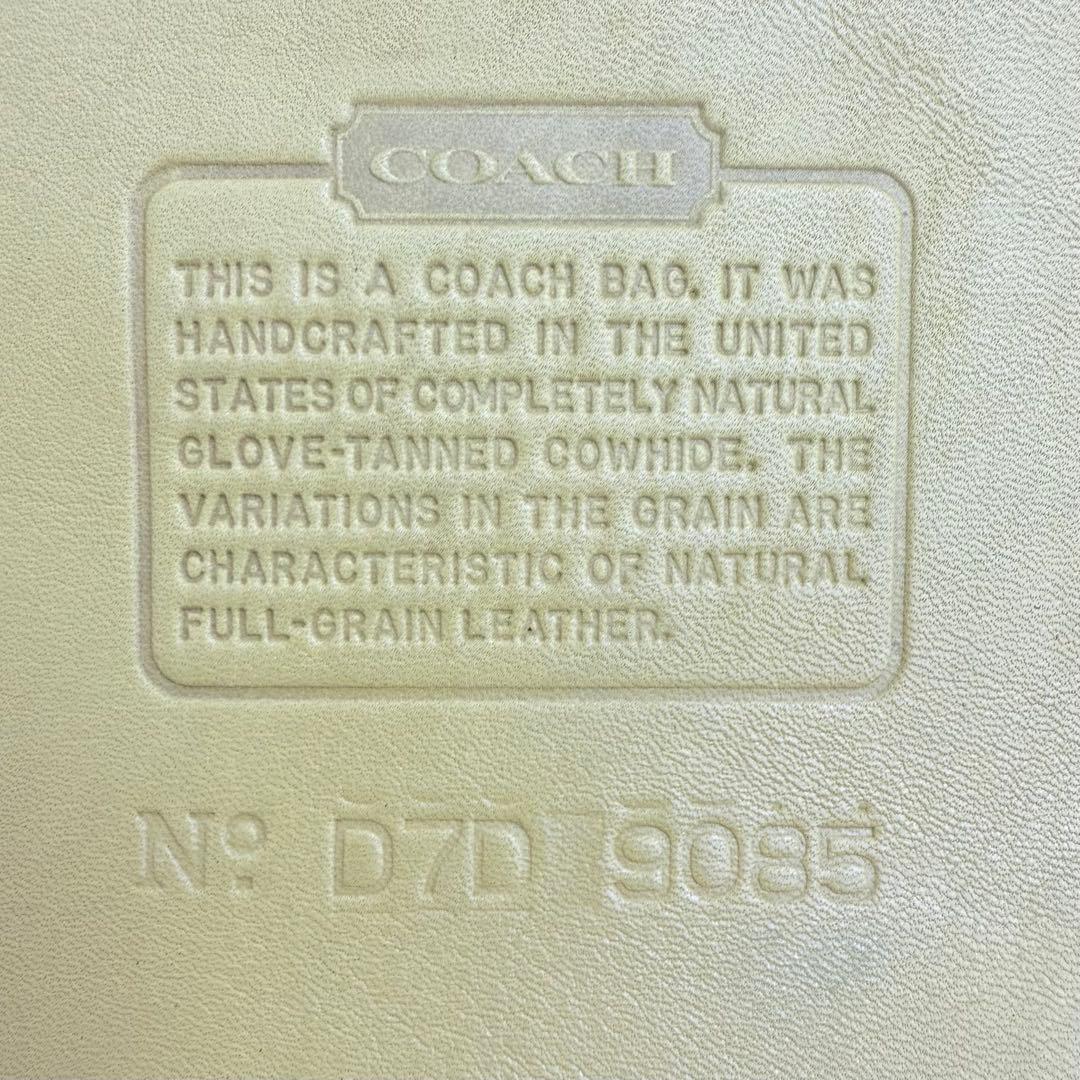 COACH
THIS IS A COACH BAG. IT WAS
HANDCRAFTED IN THE UNITED
STATES OF COMPLETELY NATURAL
GLOVE-TANNED COWHIDE. THE
VARIATIONS IN THE GRAIN ARE
CHARACTERISTIC OF NATURAL
FULL-GRAIN LEATHER.
Nº D7D 9085